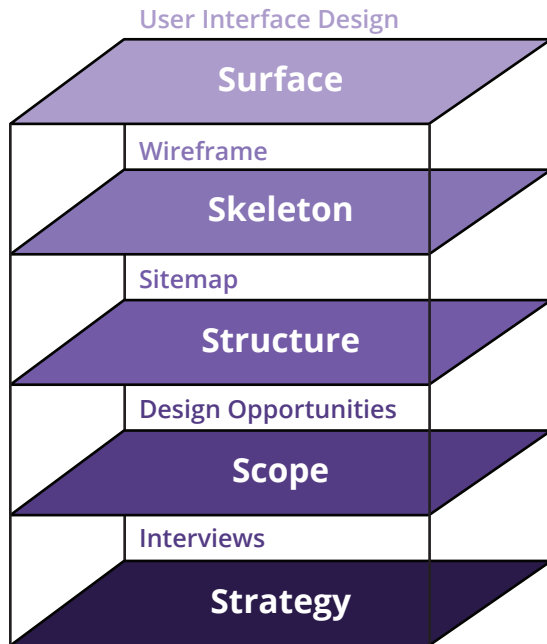 User Interface Design
Surface
Wireframe
Skeleton
Sitemap
Structure
Design Opportunities
Scope
Interviews
Strategy